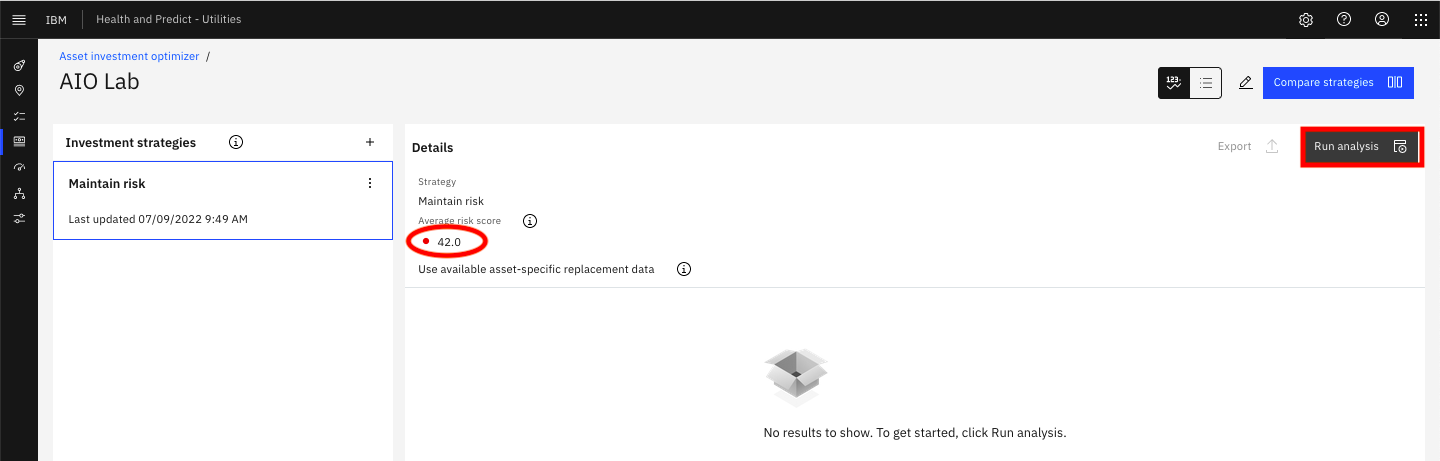 IBM Health and Predict - Utilities
Asset investment optimizer /
AIO Lab
123.
Compare strategies
Investment strategies
Maintain risk
Last updated 07/09/2022 9:49 AM
Details
Export
Run analysis
Strategy
Maintain risk
Average risk score
42.0
Use available asset-specific replacement data
No results to show. To get started, click Run analysis.